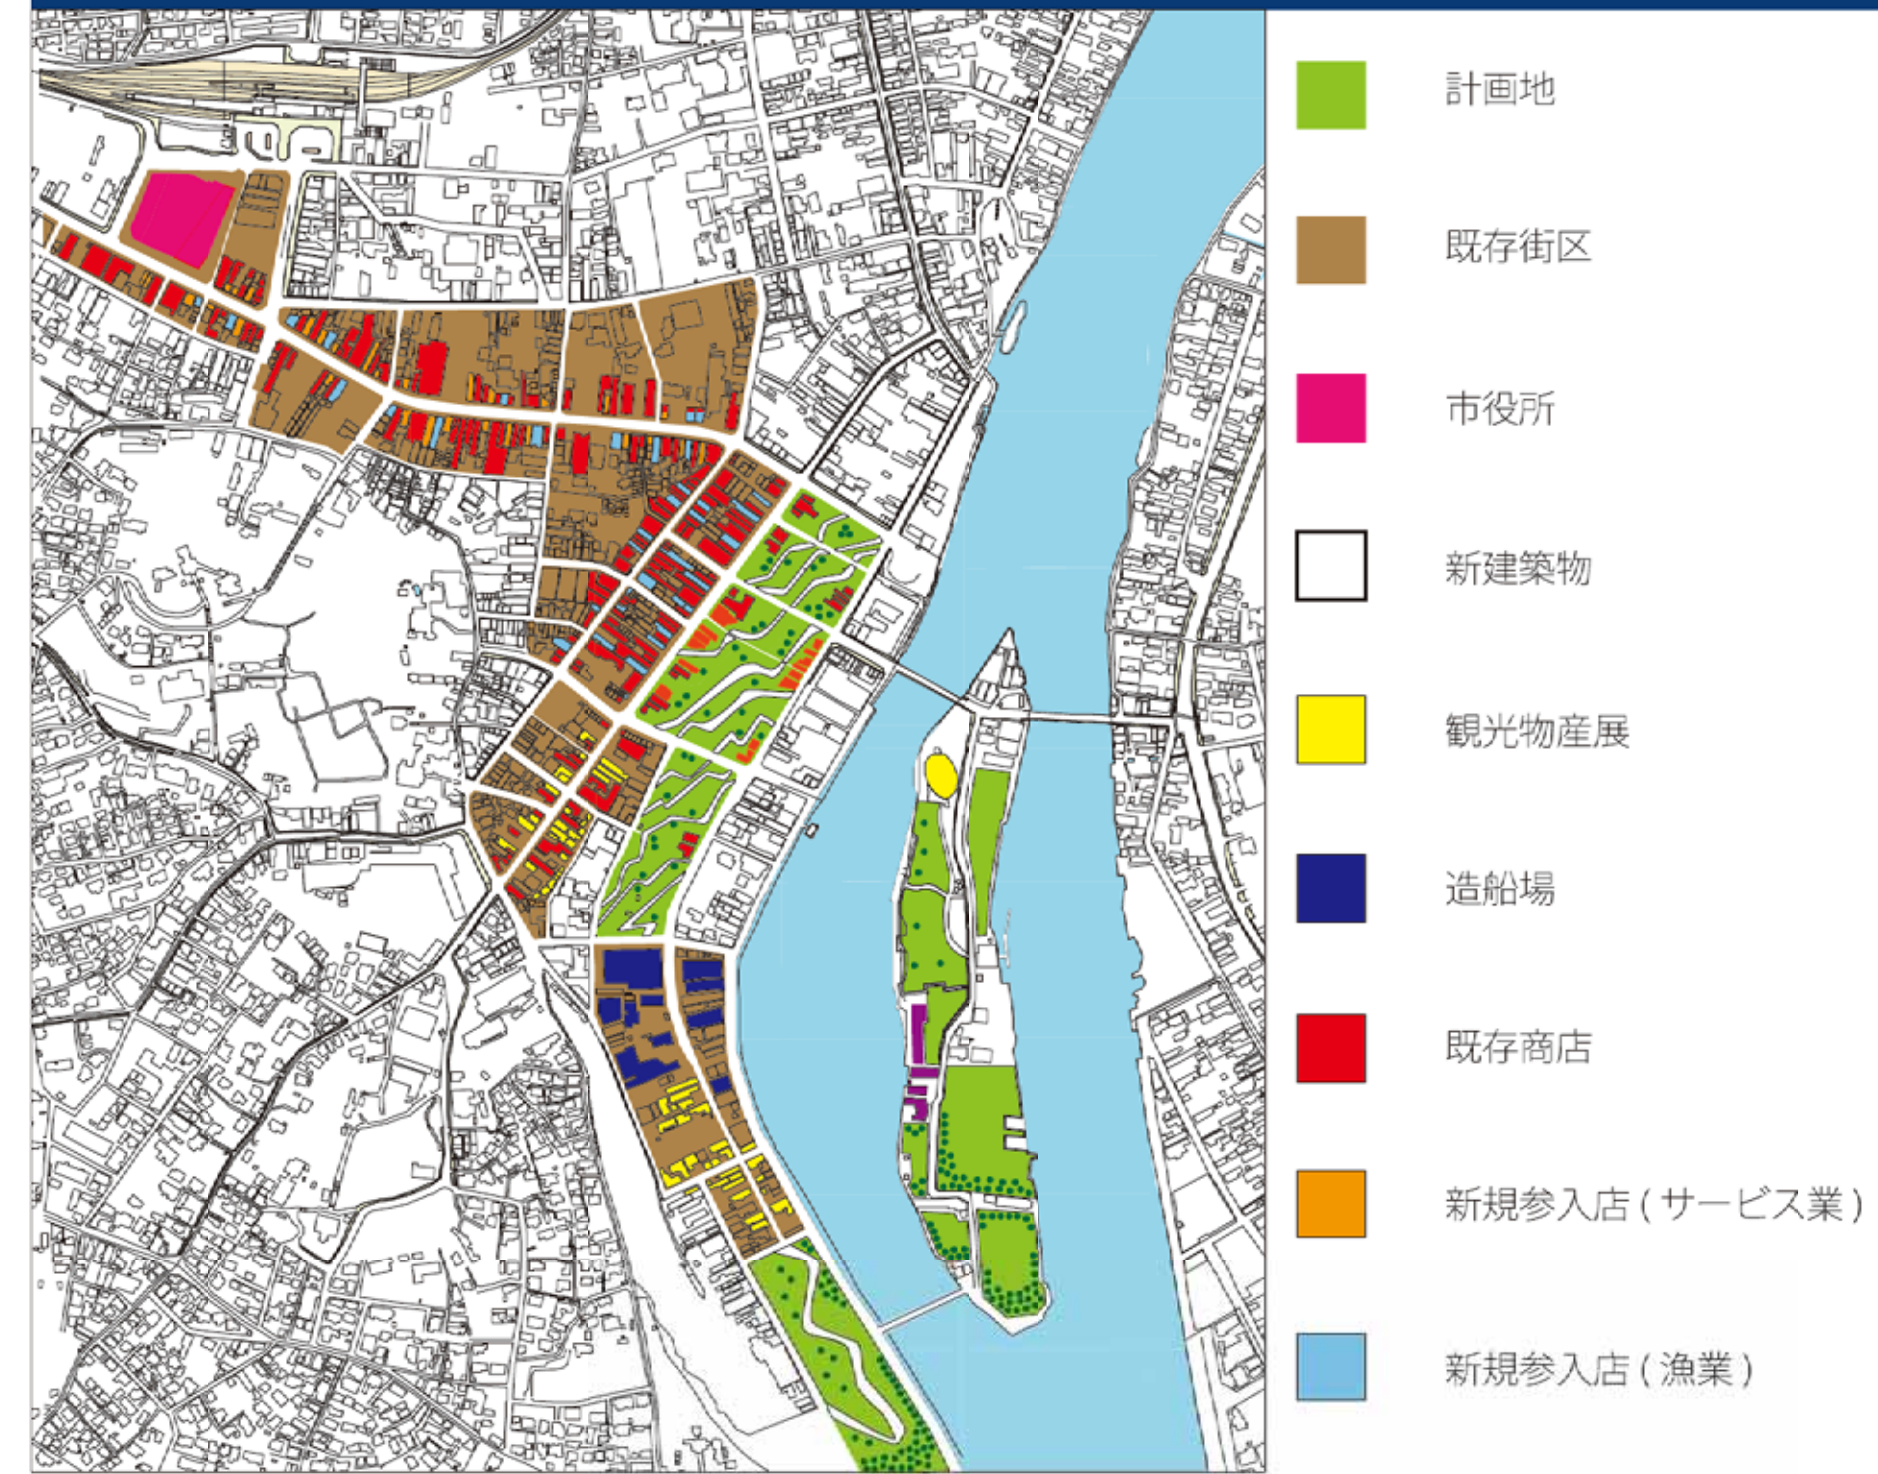 計画地
既存街区
市役所
新建築物
観光物産展
造船場
既存商店
新規参入店 ( サービス業 )
新規参入店 ( 漁業 )